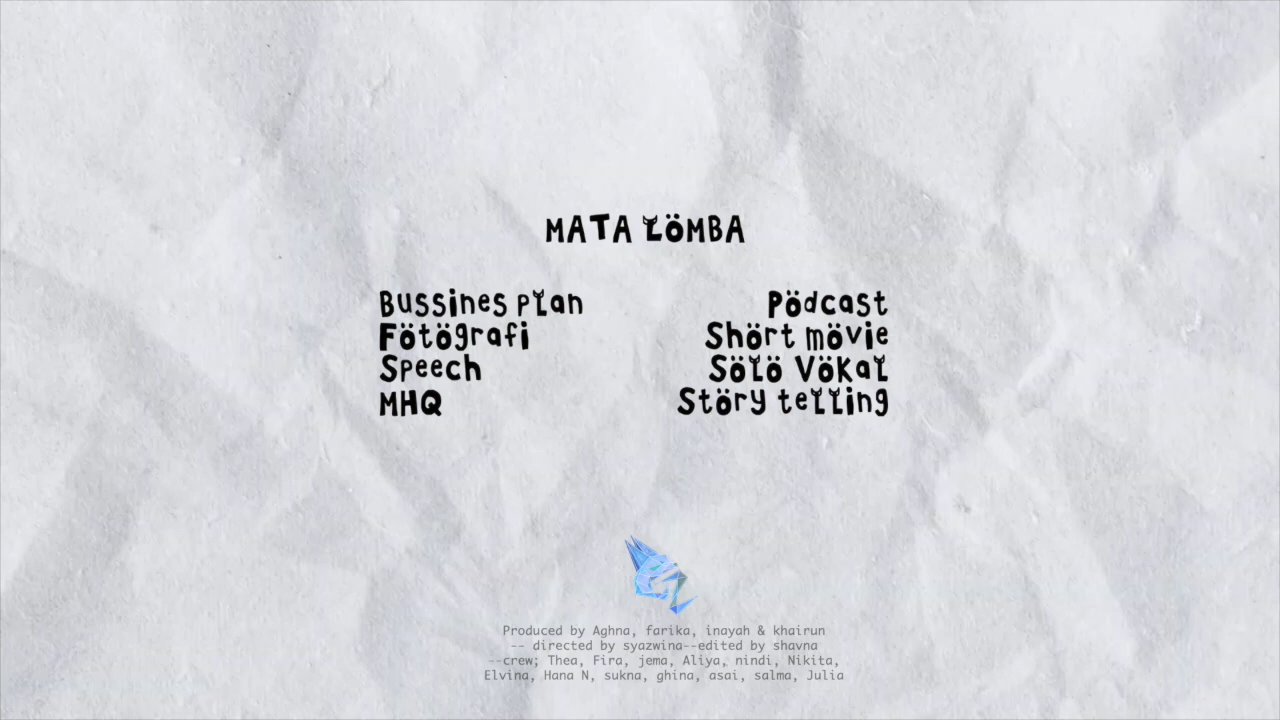 MATA LÖMBA
Bussines pLan
Fötögrafi
Speech
MHQ
Pödcast
Shört mövie
SöLö VökaL
Störy teLLing
Produced by Aghna, farika, inayah & khairun
-- directed by syazwina--edited by shavna
--crew; Thea, Fira, jema, Aliya, nindi, Nikita,
Elvina, Hana N, sukna, ghina, asai, salma, Julia